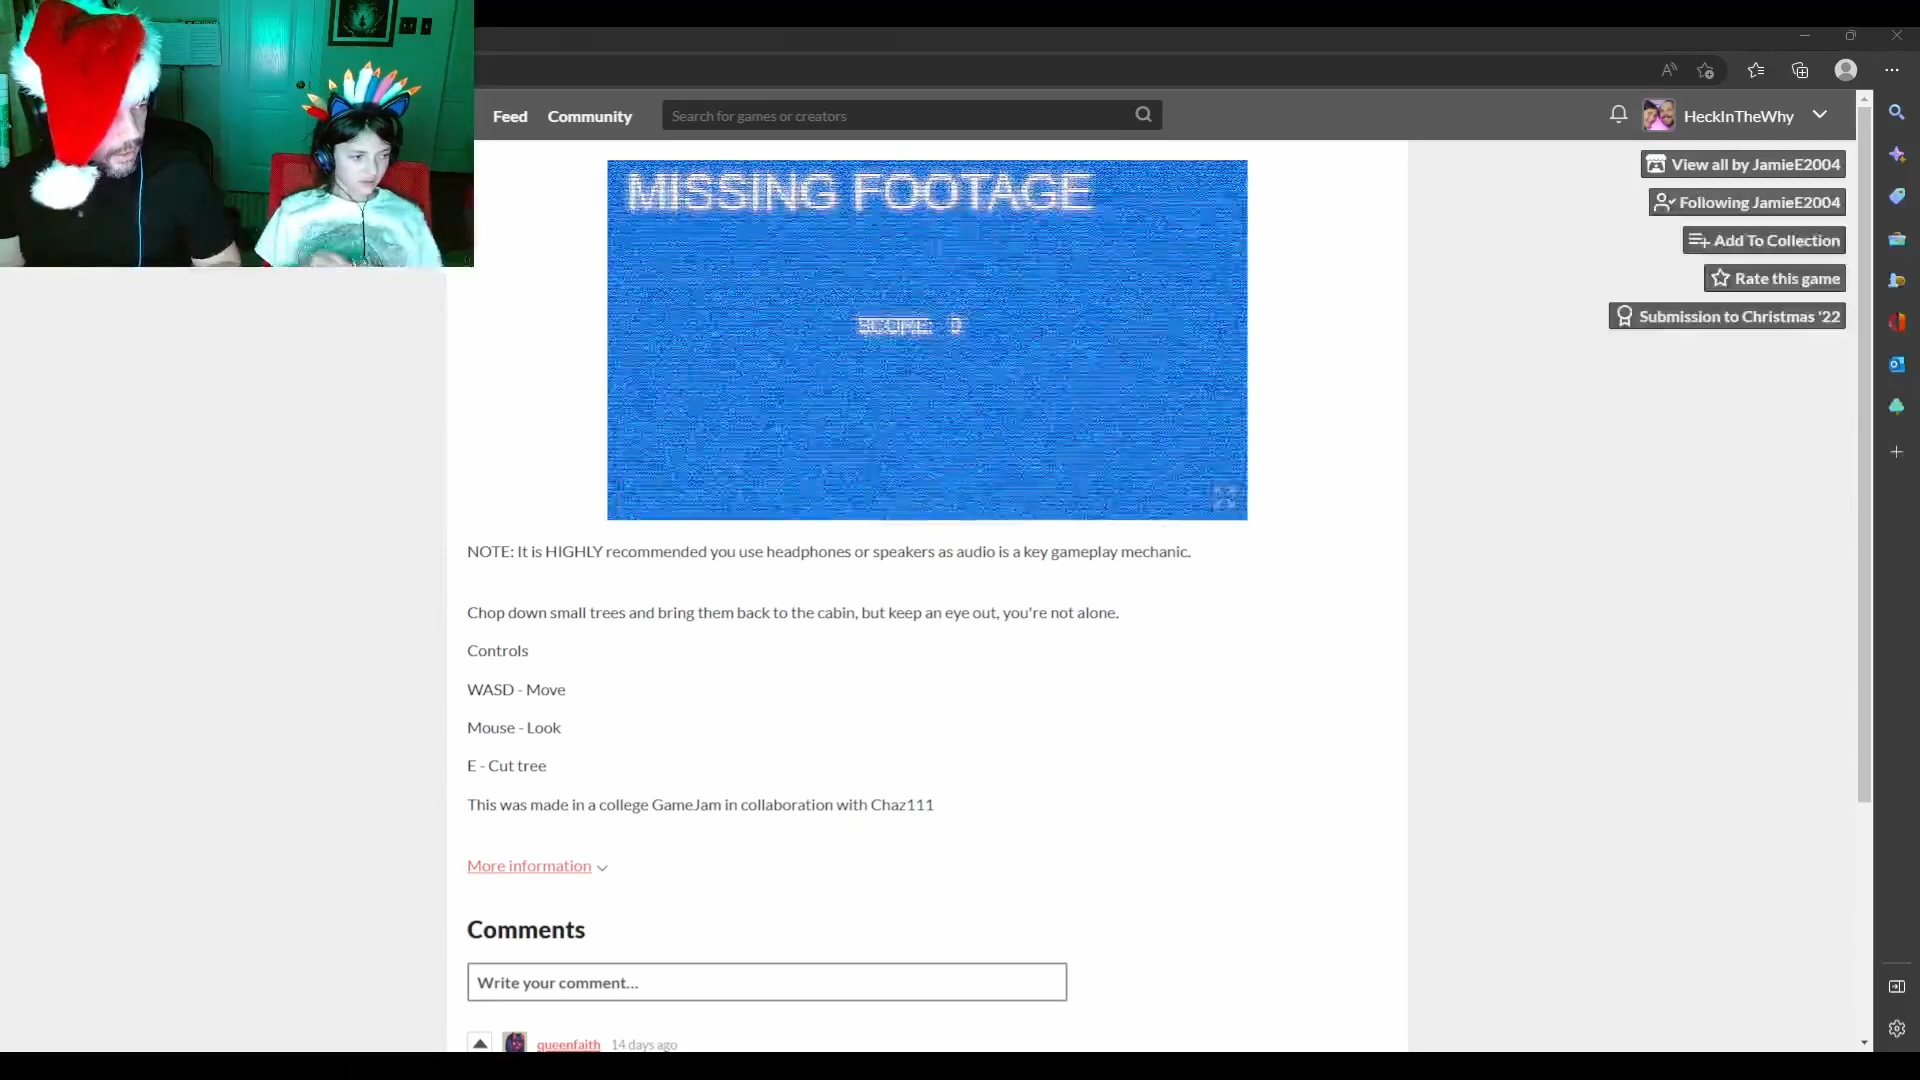 Feed Community Search for games or creators HeckInTheWhy
View all by JamieE2004
Following JamieE2004
Add To Collection
Rate this game
Submission to Christmas '22
MISSING FOOTAGE
SCORE: 0
NOTE: It is HIGHLY recommended you use headphones or speakers as audio is a key gameplay mechanic.
Chop down small trees and bring them back to the cabin, but keep an eye out, you're not alone.
Controls
WASD - Move
Mouse - Look
E - Cut tree
This was made in a college GameJam in collaboration with Chaz111
More information
Comments
Write your comment...
queenfaith 14 days ago